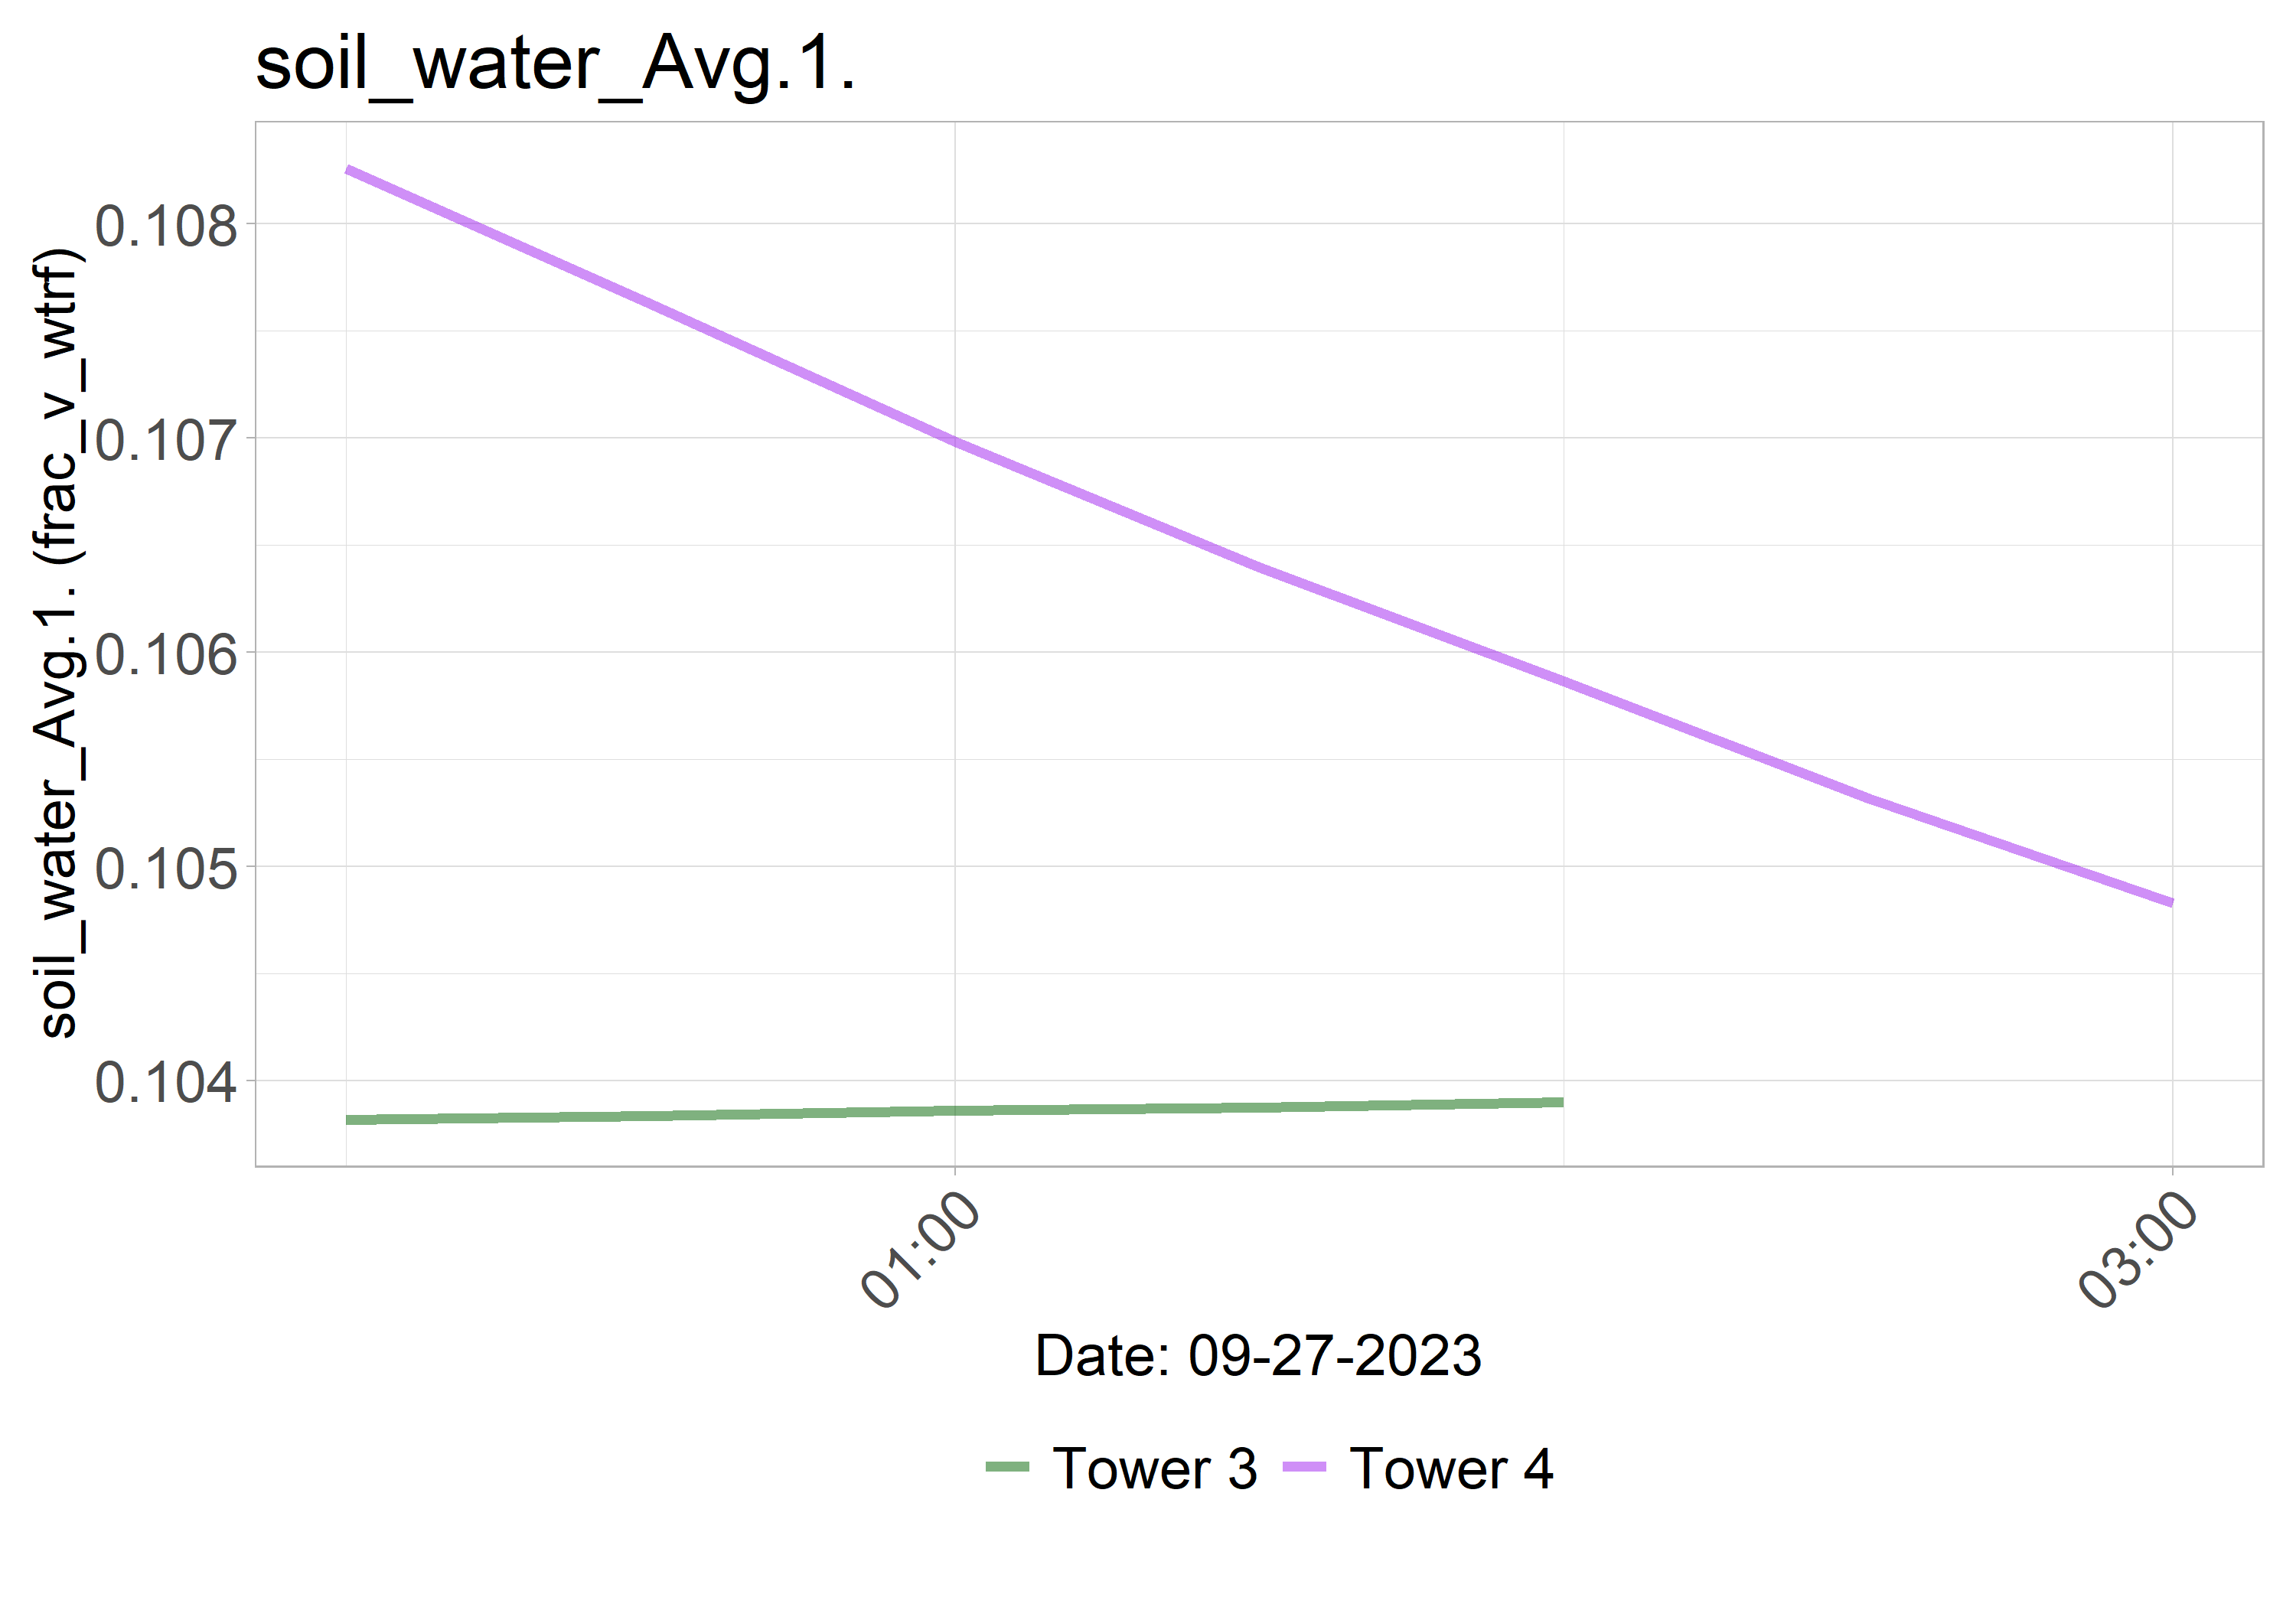 soil_water_Avg.1.
soil_water_Avg.1. (frac_v_wtrf)
0.108
0.107
0.106
0.105
0.104
01:00
03:00
Date: 09-27-2023
Tower 3
Tower 4